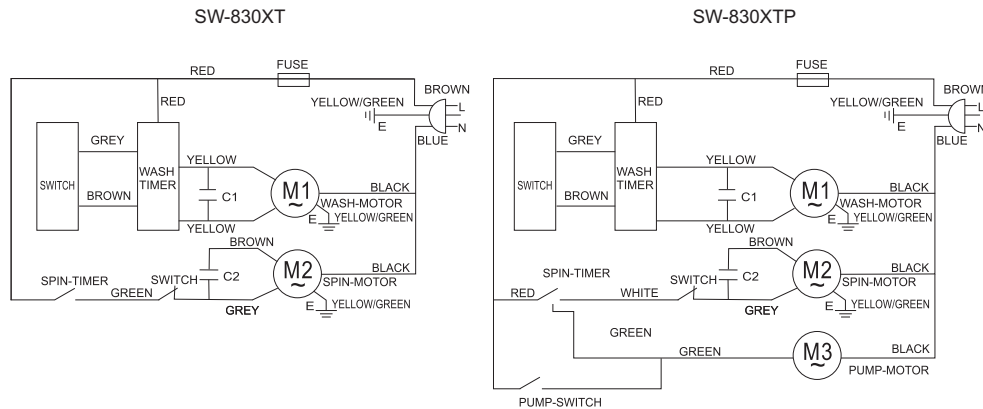 SW-830XT
RED
FUSE
BROWN
L
YELLOW/GREEN
E
N
BLUE
RED
GREY
SWITCH
WASH
TIMER
BROWN
YELLOW
C1
M1
~
BLACK
WASH-MOTOR
E
YELLOW/GREEN
YELLOW
BROWN
C2
M2
~
BLACK
SPIN-MOTOR
SPIN-TIMER
GREEN
SWITCH
GREY
E
YELLOW/GREEN
SW-830XTP
RED
FUSE
BROWN
L
YELLOW/GREEN
E
N
BLUE
RED
GREY
SWITCH
WASH
TIMER
BROWN
YELLOW
C1
M1
~
BLACK
WASH-MOTOR
E
YELLOW/GREEN
YELLOW
BROWN
C2
M2
~
BLACK
SPIN-MOTOR
SPIN-TIMER
RED
WHITE
SWITCH
GREY
E
YELLOW/GREEN
GREEN
GREEN
M3
~
BLACK
PUMP-MOTOR
PUMP-SWITCH